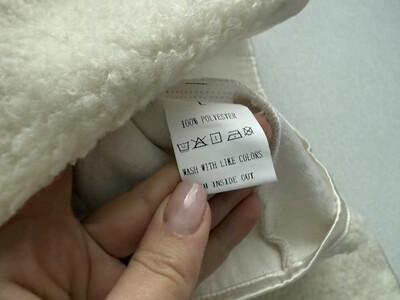 L
100% POLYESTER
WASH WITH LIKE COLORS
INSIDE OUT